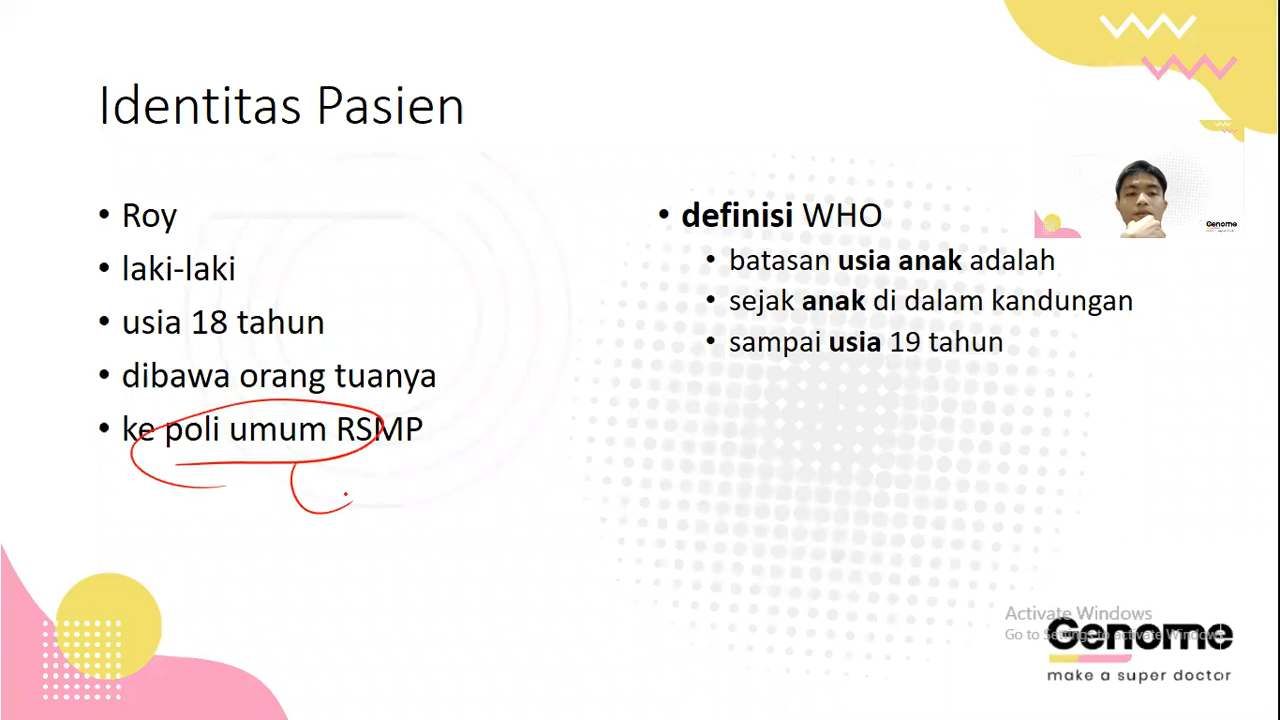 Identitas Pasien
• Roy
• laki-laki
• usia 18 tahun
• dibawa orang tuanya
• ke poli umum RSMP
• definisi WHO
• batasan usia anak adalah
• sejak anak di dalam kandungan
• sampai usia 19 tahun
Genome
Activate Windows
Go to Settings to activate Windows.
Genome
make a super doctor